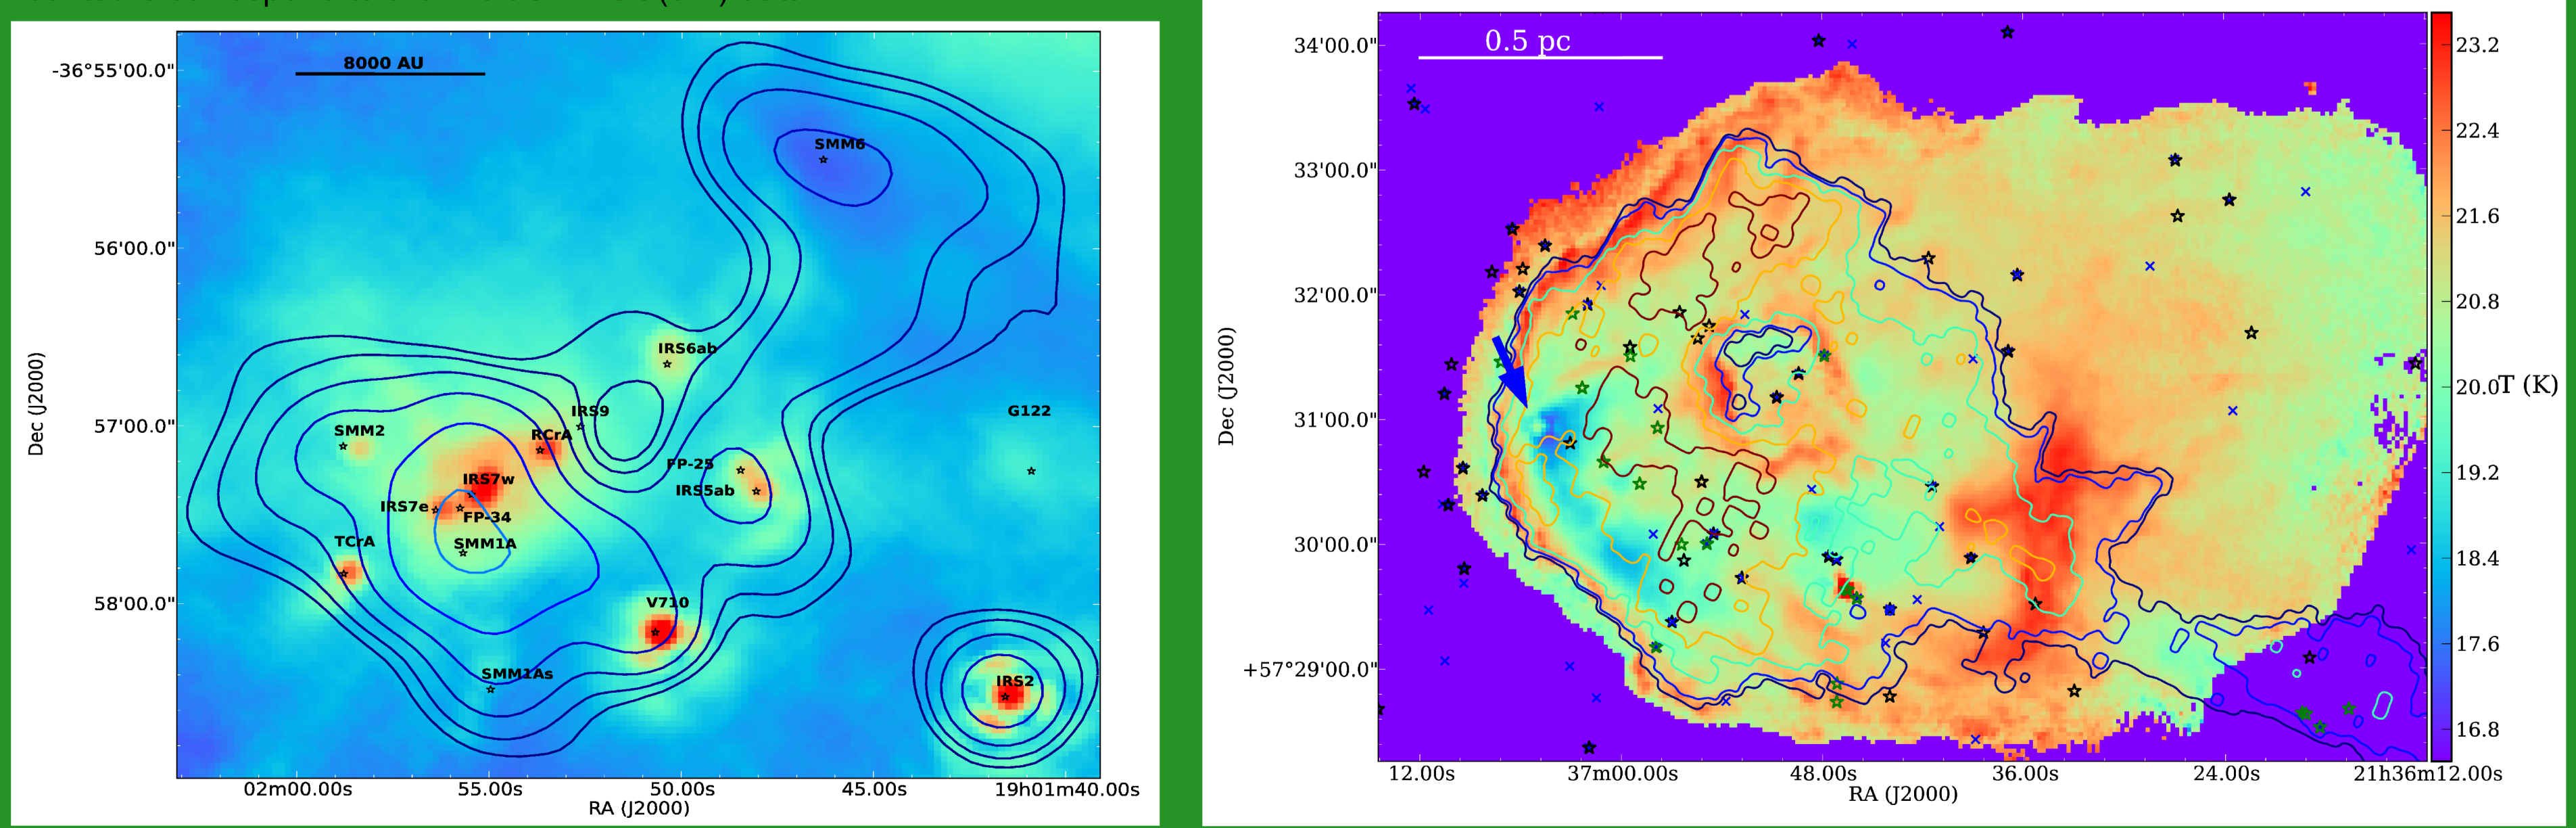 8000 AU
-36°55'00.0"
56'00.0"
57'00.0"
58'00.0"
Dec (J2000)
SMM6
IRS6ab
IRS9
RCrA
SMM2
G122
FP-25
IRS5ab
IRS7w
IRS7e
FP-34
TCrA
SMM1A
V710
SMM1As
IRS2
02m00.00s
55.00s
50.00s
45.00s
19h01m40.00s
RA (J2000)
0.5 pc
34'00.0"
33'00.0"
32'00.0"
31'00.0"
30'00.0"
+57°29'00.0"
Dec (J2000)
12.00s
37m00.00s
48.00s
36.00s
24.00s
21h36m12.00s
RA (J2000)
23.2
22.4
21.6
20.8
20.0
19.2
18.4
17.6
16.8
T (K)